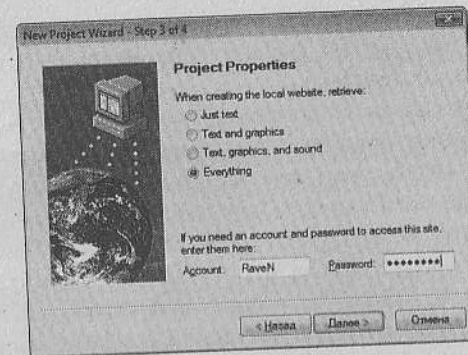 New Project Wizard - Step 3 of 4
Project Properties
When creating the local website, retrieve:
Just text
Text and graphics
Text, graphics, and sound
Everything
If you need an account and password to access this site,
enter them here:
Account: RaveN Password: ••••••••
< Назад Далее > Отмена